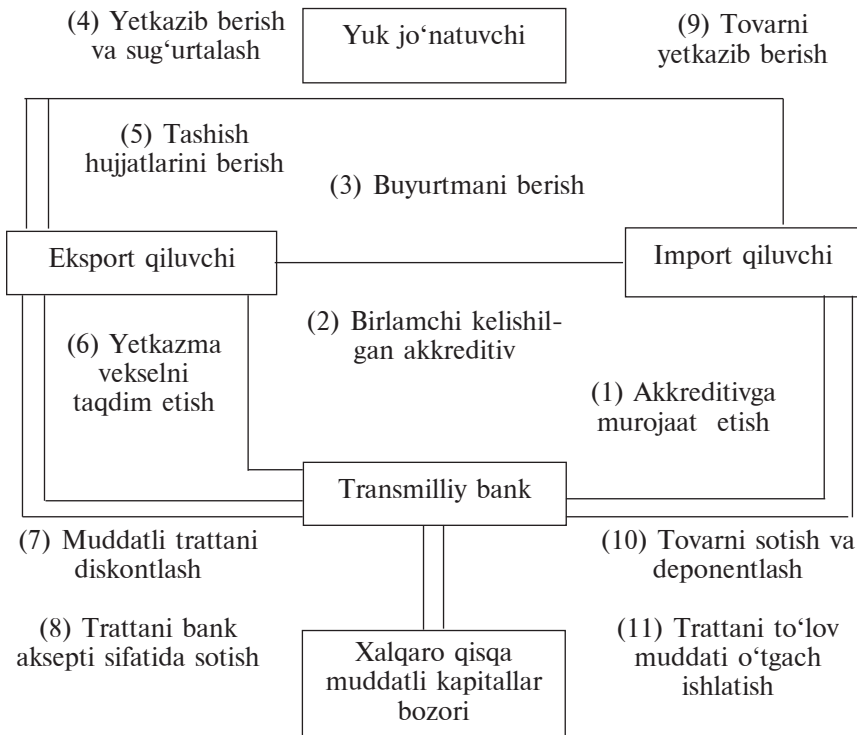 (4) Yetkazib berish
va sug‘urtalash
Yuk jo‘natuvchi
(9) Tovarni
yetkazib berish
(5) Tashish
hujjatlarini berish
(3) Buyurtmani berish
Eksport qiluvchi
Import qiluvchi
(2) Birlamchi kelishil-
gan akkreditiv
(6) Yetkazma
vekselni
taqdim etish
(1) Akkreditivga
murojaat etish
Transmilliy bank
(7) Muddatli trattani
diskontlash
(10) Tovarni sotish va
deponentlash
(8) Trattani bank
aksepti sifatida sotish
Xalqaro qisqa
muddatli kapitallar
bozori
(11) Trattani to‘lov
muddati o‘tgach
ishlatish